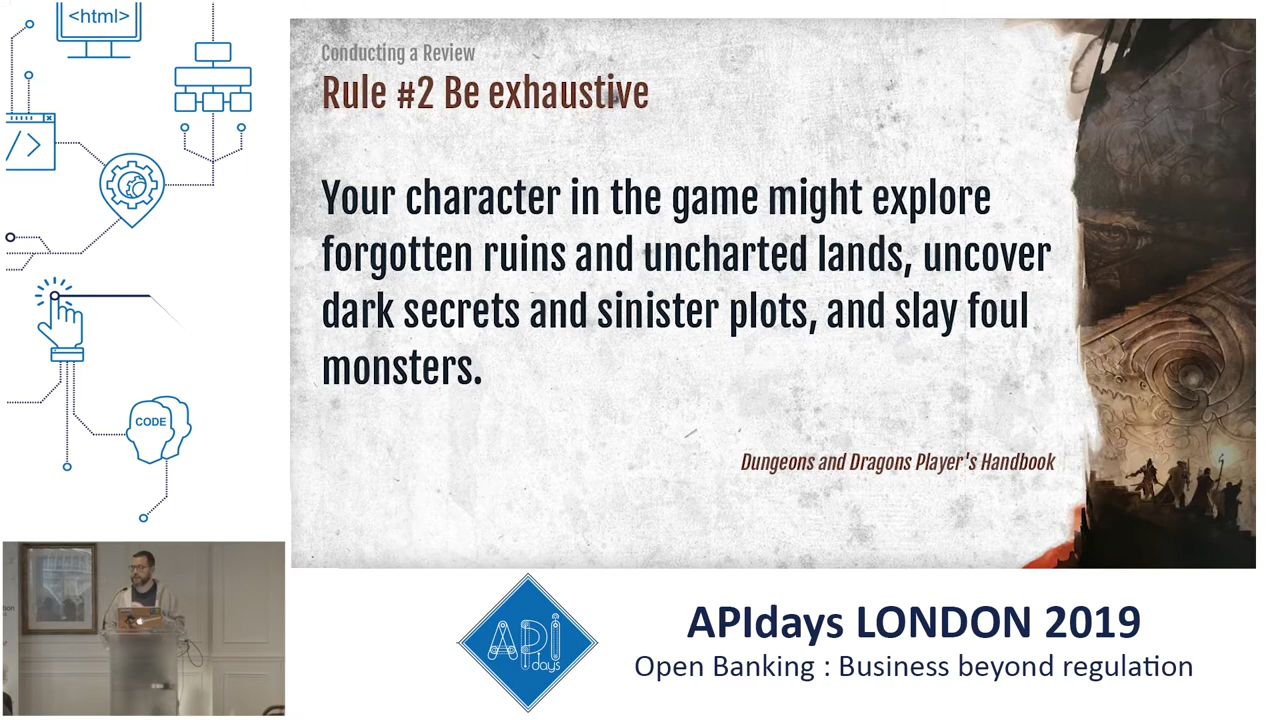 <html>
</>
CODE
Conducting a Review
Rule #2 Be exhaustive
Your character in the game might explore
forgotten ruins and uncharted lands, uncover
dark secrets and sinister plots, and slay foul
monsters.
Dungeons and Dragons Player's Handbook
API
days
APIdays LONDON 2019
Open Banking : Business beyond regulation